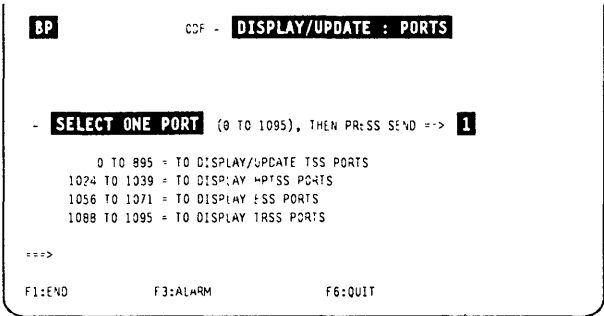 BP CDF - DISPLAY/UPDATE : PORTS
- SELECT ONE PORT (0 TO 1095), THEN PRESS SEND ==> 1
0 TO 895 = TO DISPLAY/UPDATE TSS PORTS
1024 TO 1039 = TO DISPLAY HPTSS PORTS
1056 TO 1071 = TO DISPLAY ESS PORTS
1088 TO 1095 = TO DISPLAY TRSS PORTS
===>
F1:END F3:ALARM F6:QUIT